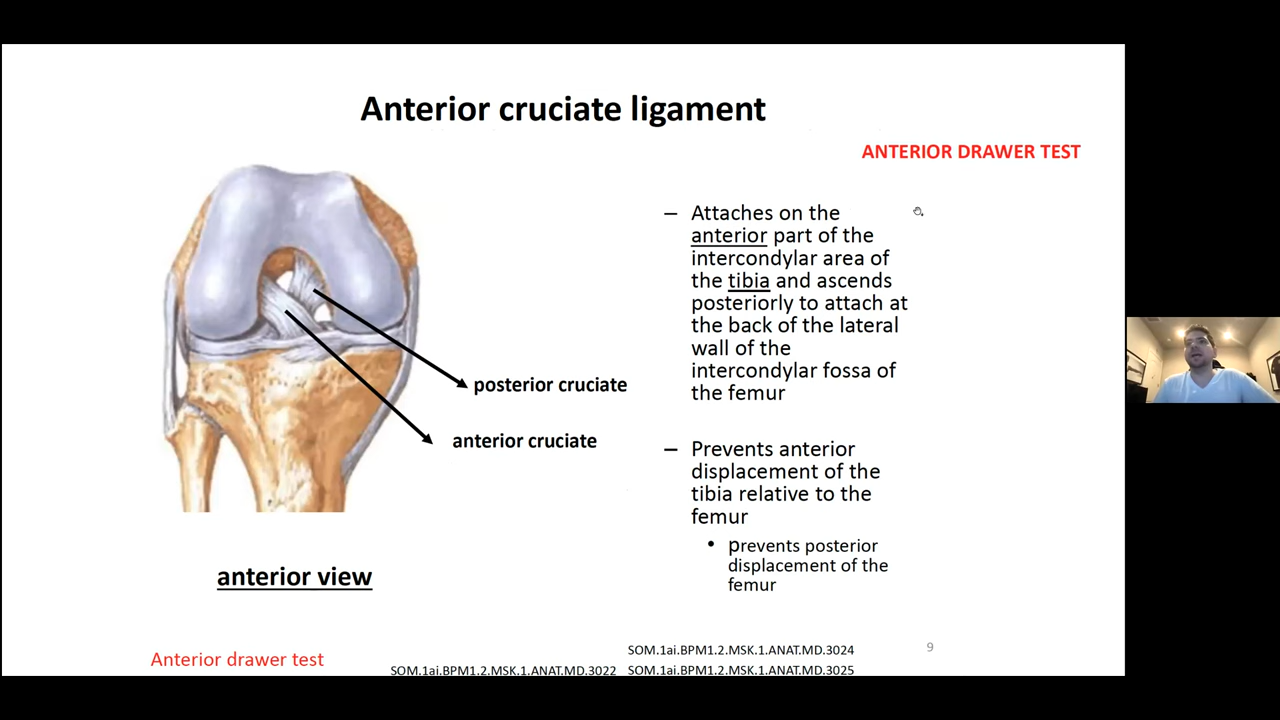 Anterior cruciate ligament
ANTERIOR DRAWER TEST
– Attaches on the
anterior part of the
intercondylar area of
the tibia and ascends
posteriorly to attach at
the back of the lateral
wall of the
intercondylar fossa of
the femur
– Prevents anterior
displacement of the
tibia relative to the
femur
• prevents posterior
displacement of the
femur
posterior cruciate
anterior cruciate
anterior view
Anterior drawer test
SOM.1ai.BPM1.2.MSK.1.ANAT.MD.3022
SOM.1ai.BPM1.2.MSK.1.ANAT.MD.3024
SOM.1ai.BPM1.2.MSK.1.ANAT.MD.3025
9